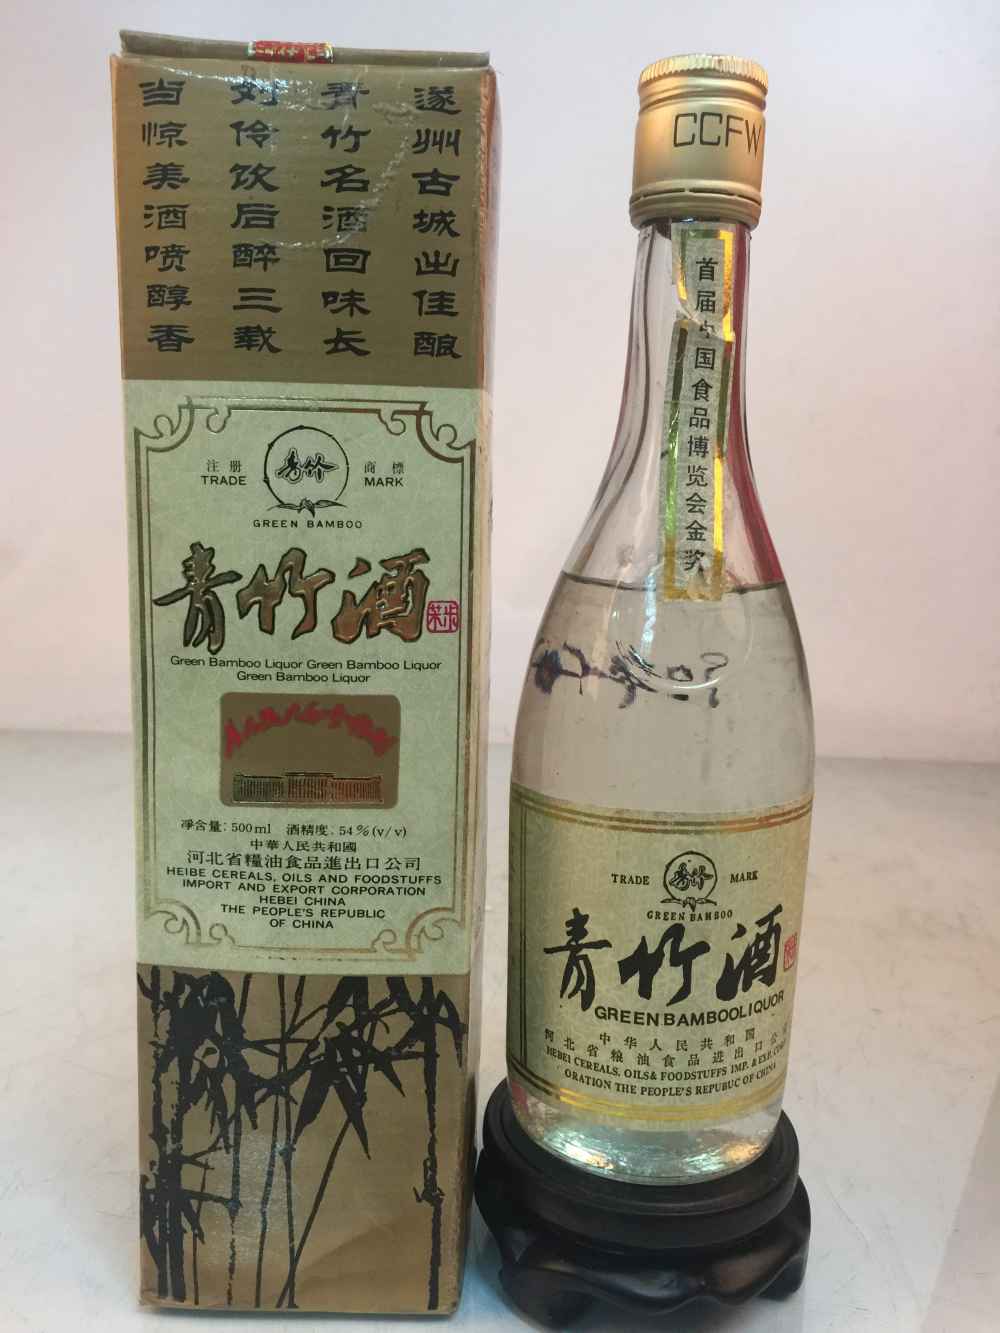 遂州古城出佳酿
青竹名酒回味长
刘伶饮后醉三载
当惊美酒喷醇香
注册 商標
TRADE MARK
青竹
GREEN BAMBOO
青竹酒
Green Bamboo Liquor Green Bamboo Liquor
Green Bamboo Liquor
凈含量:500ml 酒精度:54%(v/v)
中華人民共和國
河北省糧油食品進出口公司
HEIBE CEREALS, OILS AND FOODSTUFFS
IMPORT AND EXPORT CORPORATION
HEBEI CHINA
THE PEOPLE'S REPUBLIC
OF CHINA
CCFW
首届中国食品博览会金奖
TRADE MARK
青竹
GREEN BAMBOO
青竹酒
GREEN BAMBOO LIQUOR
中华人民共和国
河北省粮油食品进出口公司
HEBEI CEREALS, OILS & FOODSTUFFS IMP. & EXP. CORP
ORATION THE PEOPLE'S REPUBLIC OF CHINA